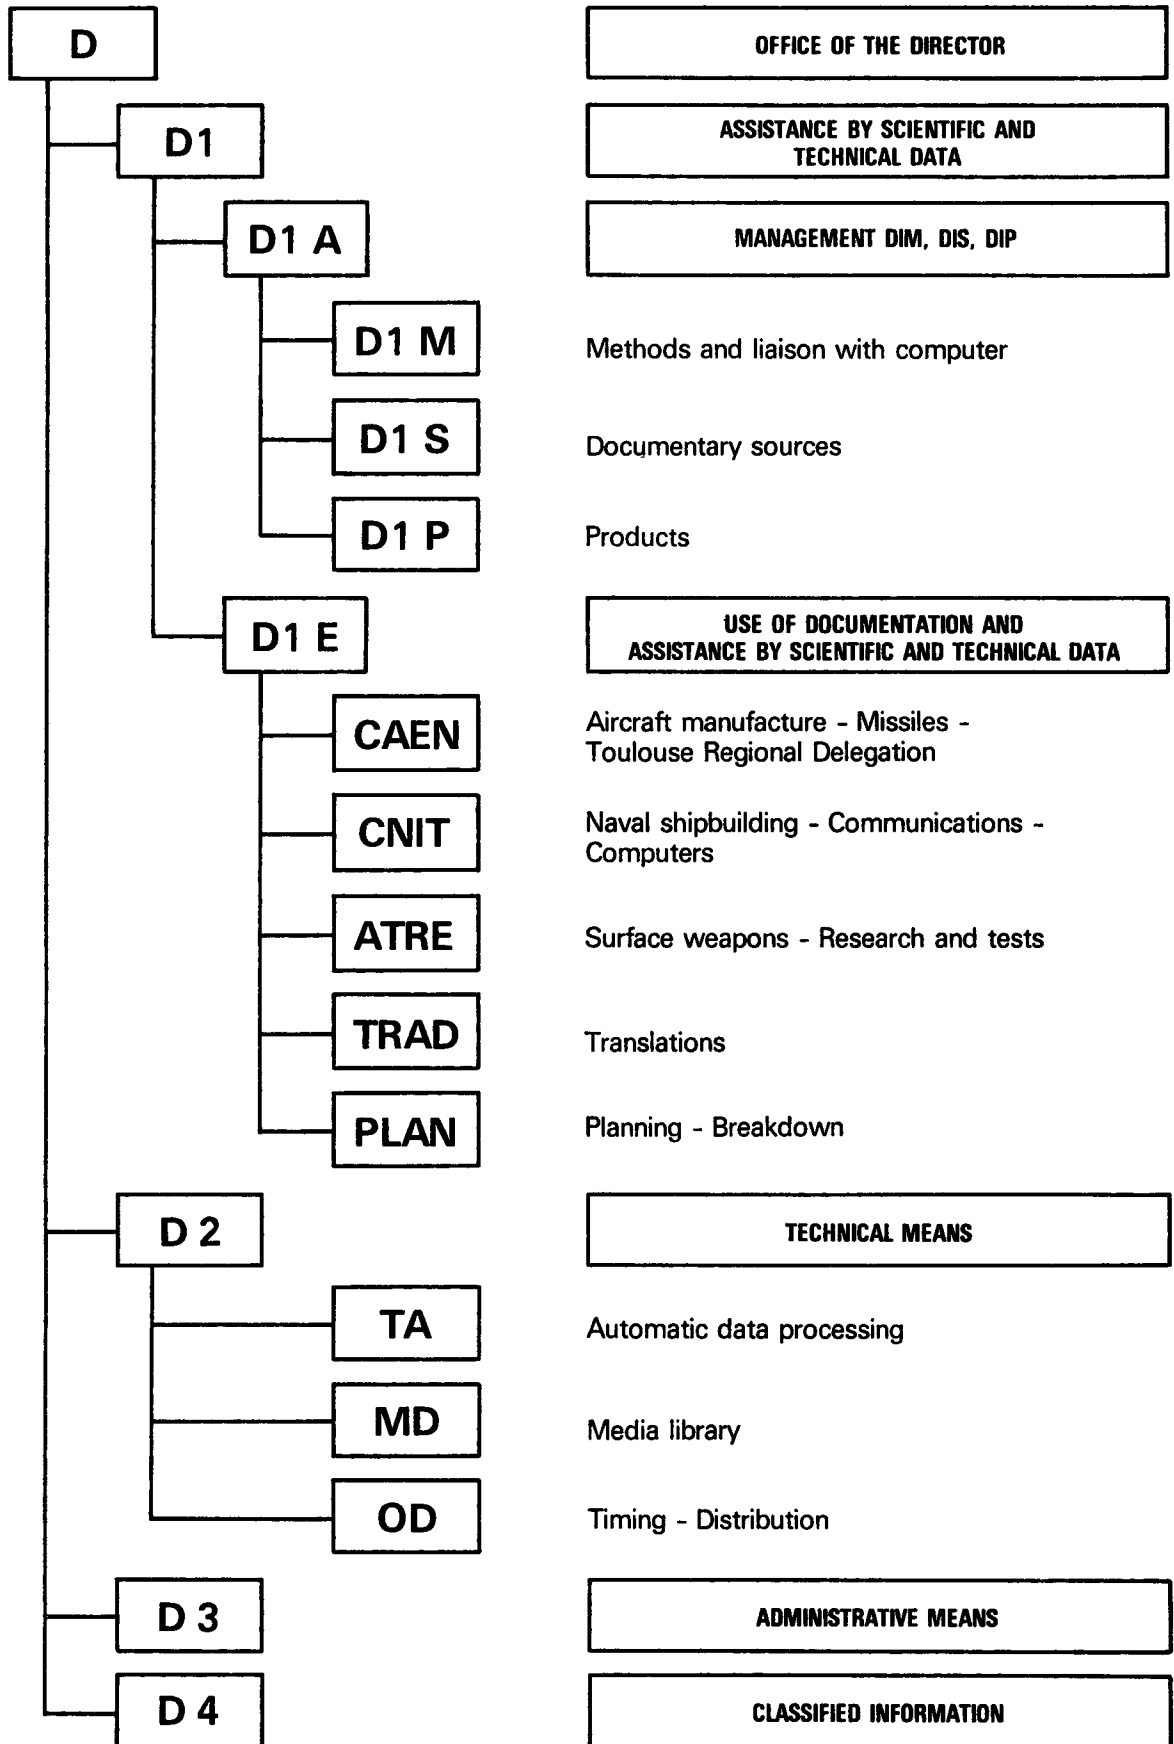 D
OFFICE OF THE DIRECTOR
D1
ASSISTANCE BY SCIENTIFIC AND
TECHNICAL DATA
D1 A
MANAGEMENT DIM, DIS, DIP
D1 M
Methods and liaison with computer
D1 S
Documentary sources
D1 P
Products
D1 E
USE OF DOCUMENTATION AND
ASSISTANCE BY SCIENTIFIC AND TECHNICAL DATA
CAEN
Aircraft manufacture - Missiles -
Toulouse Regional Delegation
CNIT
Naval shipbuilding - Communications -
Computers
ATRE
Surface weapons - Research and tests
TRAD
Translations
PLAN
Planning - Breakdown
D 2
TECHNICAL MEANS
TA
Automatic data processing
MD
Media library
OD
Timing - Distribution
D 3
ADMINISTRATIVE MEANS
D 4
CLASSIFIED INFORMATION